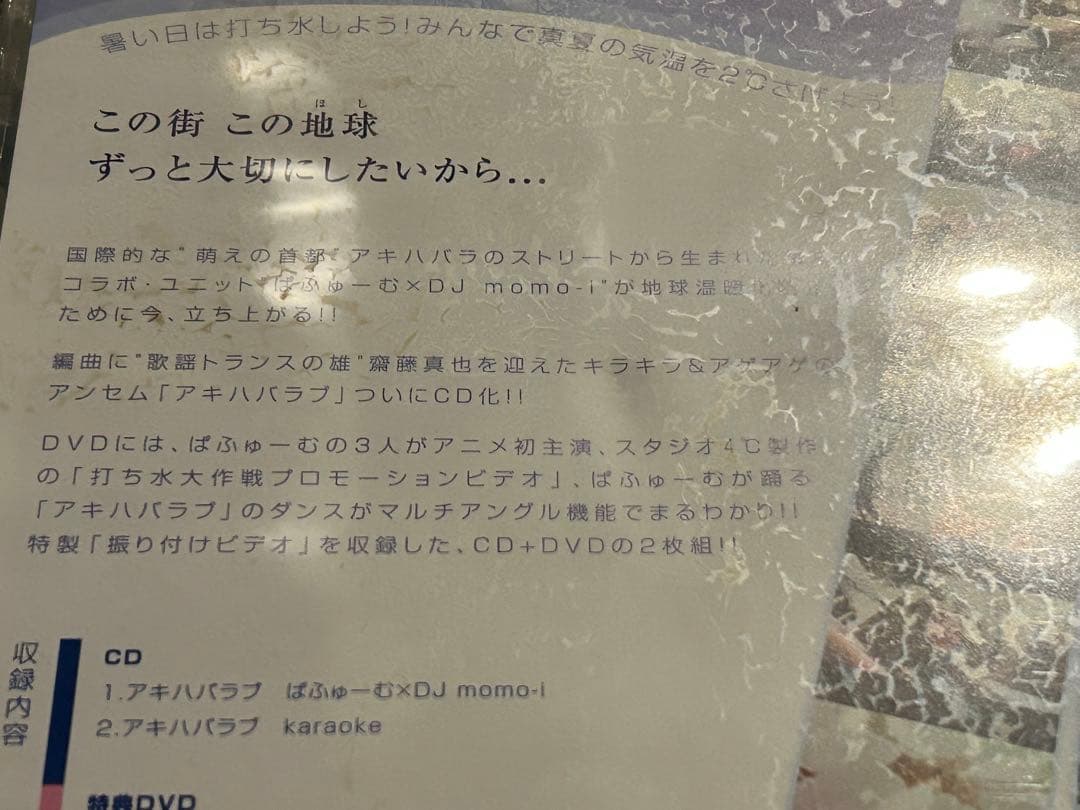 暑い日は打ち水しよう!みんなで真夏の気温を2℃さげよう!
ほし
この街 この地球
ずっと大切にしたいから...
国際的な"萌えの首都"アキハバラのストリートから生まれた
コラボ・ユニット"ぱふゅーむ×DJ momo-i"が地球温暖化
ために今、立ち上がる!!
編曲に"歌謡トランスの雄"齋藤真也を迎えたキラキラ&アゲアゲの
アンセム「アキハバラブ」ついにCD化!!
DVDには、ぱふゅーむの3人がアニメ初主演、スタジオ4℃製作
の「打ち水大作戦プロモーションビデオ」、ぱふゅーむが踊る
「アキハバラブ」のダンスがマルチアングル機能でまるわかり!!
特製「振り付けビデオ」を収録した、CD+DVDの2枚組!!
収録内容
CD
1.アキハバラブ ぱふゅーむ×DJ momo-i
2.アキハバラブ karaoke
特典DVD